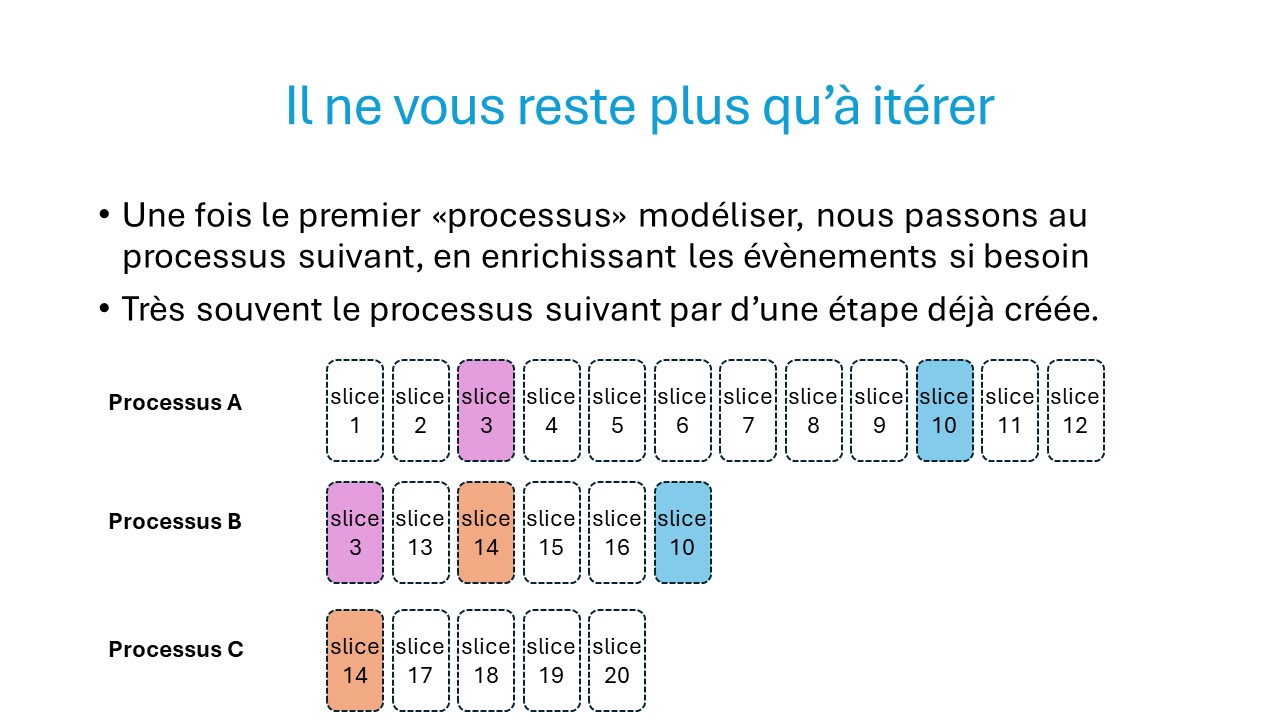 Il ne vous reste plus qu’à itérer
• Une fois le premier «processus» modéliser, nous passons au
processus suivant, en enrichissant les évènements si besoin
• Très souvent le processus suivant par d’une étape déjà créée.
Processus A
slice slice slice slice slice slice slice slice slice slice slice slice
1 2 3 4 5 6 7 8 9 10 11 12
Processus B
slice slice slice slice slice slice
3 13 14 15 16 10
Processus C
slice slice slice slice slice
14 17 18 19 20